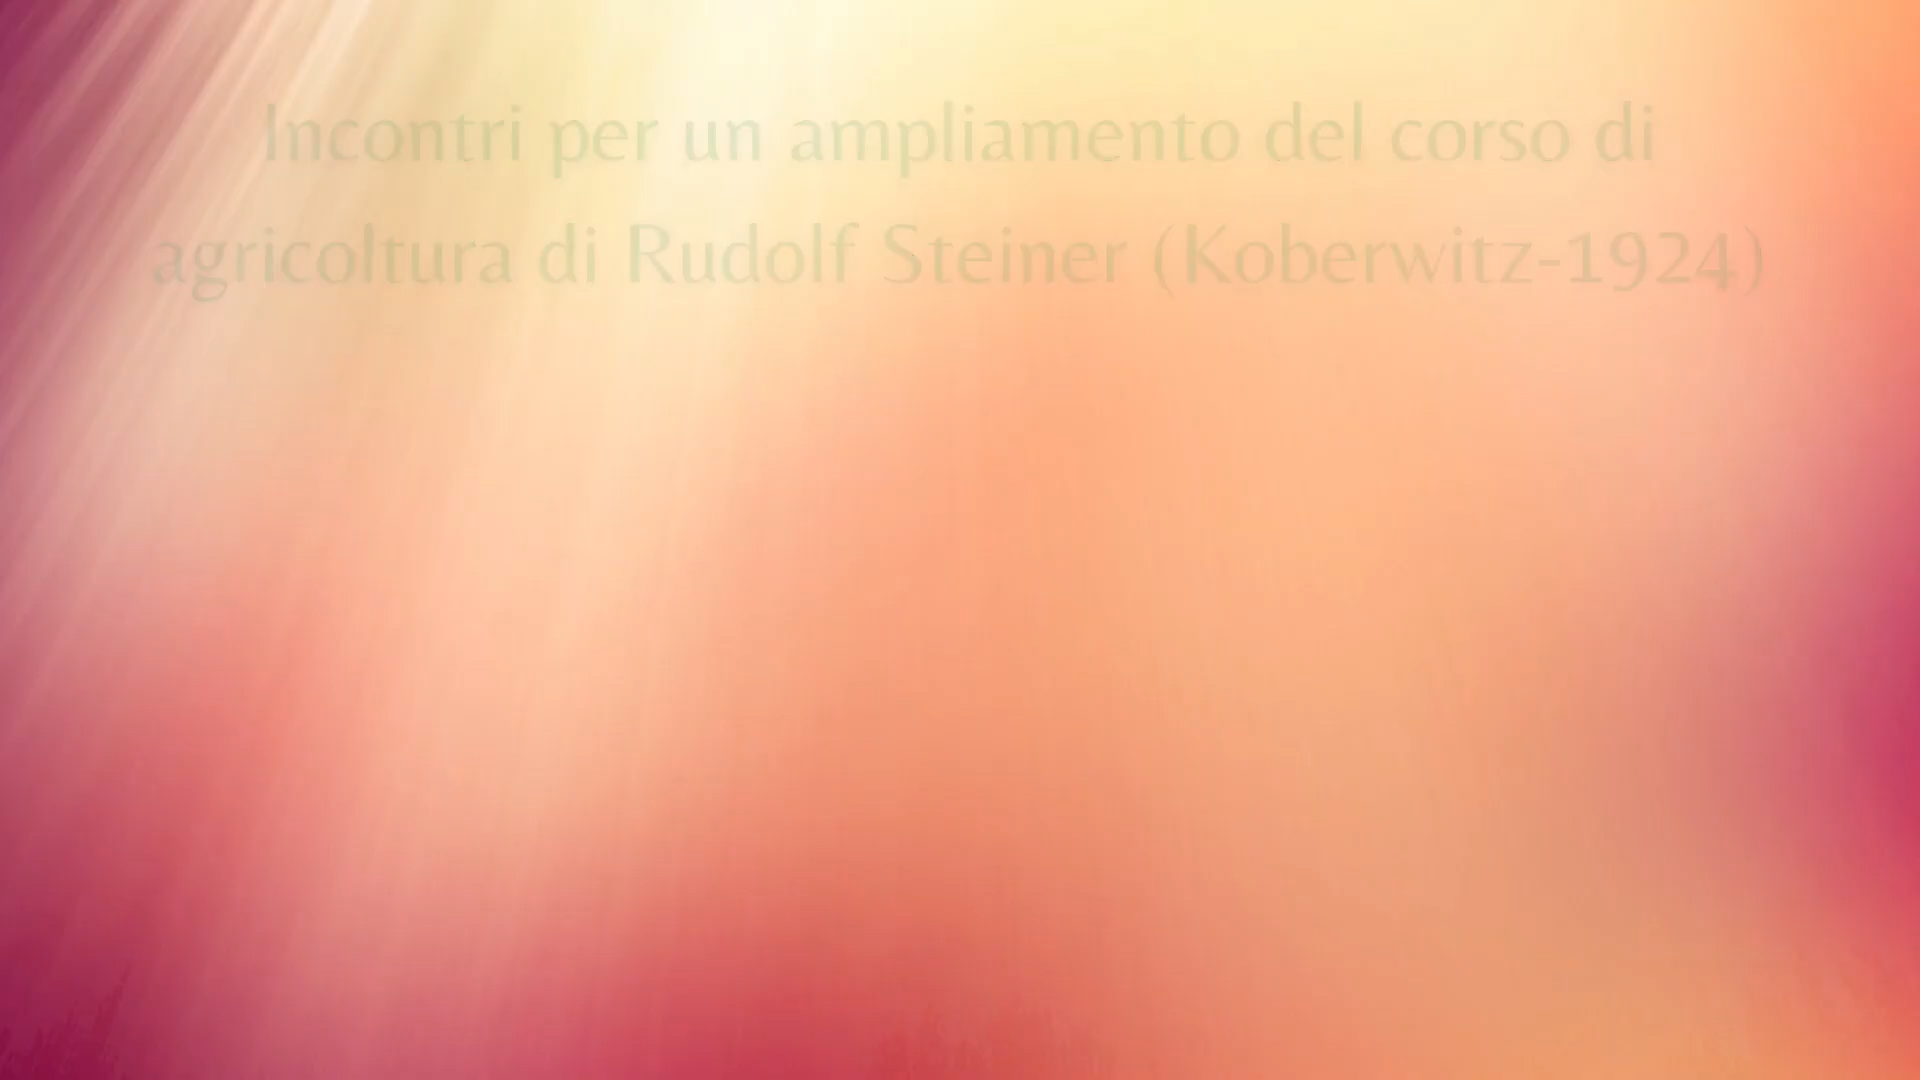 Incontri per un ampliamento del corso di
agricoltura di Rudolf Steiner (Koberwitz-1924)